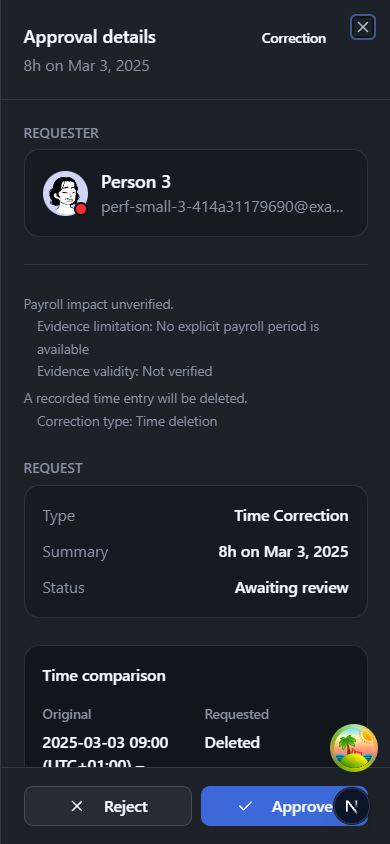 Approval details
Correction
8h on Mar 3, 2025
REQUESTER
Person 3
perf-small-3-414a31179690@exa...
Payroll impact unverified.
Evidence limitation: No explicit payroll period is
available
Evidence validity: Not verified
A recorded time entry will be deleted.
Correction type: Time deletion
REQUEST
Type Time Correction
Summary 8h on Mar 3, 2025
Status Awaiting review
Time comparison
Original Requested
2025-03-03 09:00 Deleted
(UTC+01:00) –
Reject
Approve
N